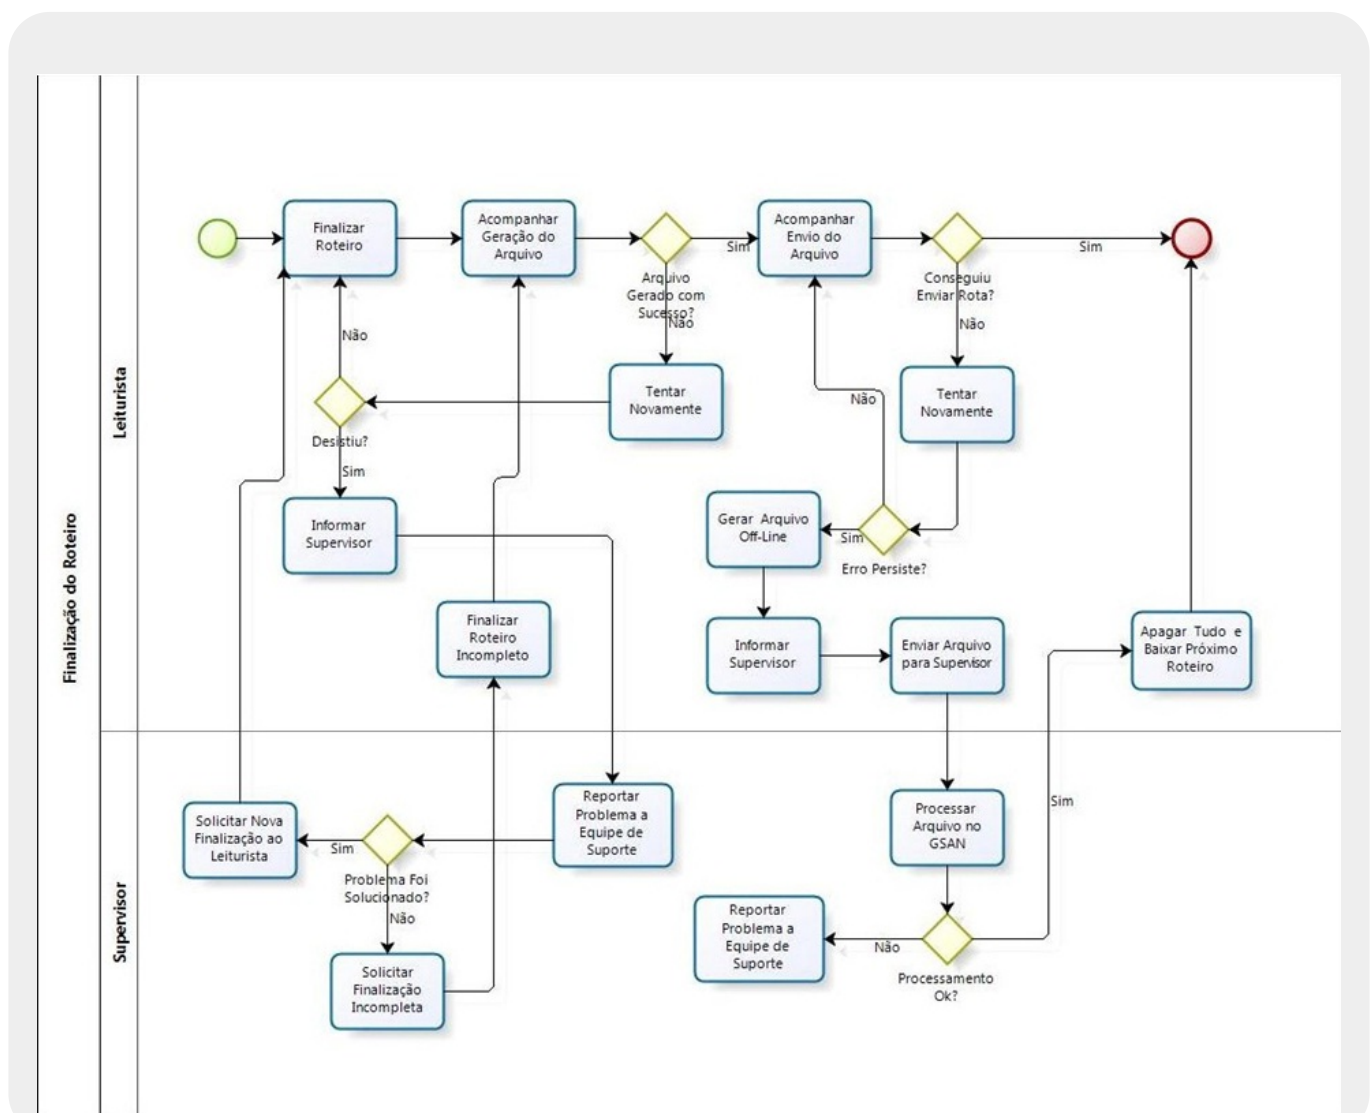 Finalização do Roteiro
Leiturista
Finalizar
Roteiro
Acompanhar
Geração do
Arquivo
Arquivo
Gerado com
Sucesso?
Sim
Não
Acompanhar
Envio do
Arquivo
Conseguiu
Enviar Rota?
Sim
Não
Tentar
Novamente
Tentar
Novamente
Não
Desistiu?
Sim
Informar
Supervisor
Não
Erro Persiste?
Sim
Gerar Arquivo
Off-Line
Finalizar
Roteiro
Incompleto
Informar
Supervisor
Enviar Arquivo
para Supervisor
Apagar Tudo e
Baixar Próximo
Roteiro
Supervisor
Solicitar Nova
Finalização ao
Leiturista
Sim
Problema Foi
Solucionado?
Não
Reportar
Problema a
Equipe de
Suporte
Solicitar
Finalização
Incompleta
Processar
Arquivo no
GSAN
Sim
Reportar
Problema a
Equipe de
Suporte
Não
Processamento
Ok?